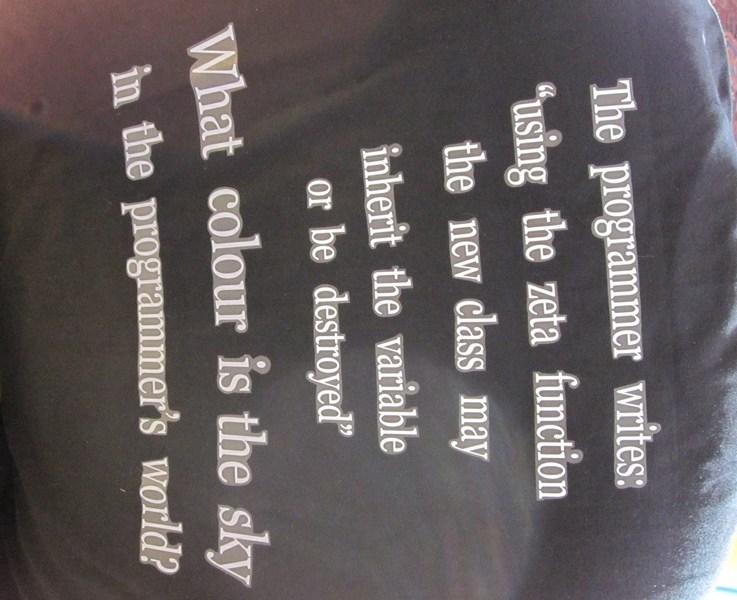 The programmer writes:
“using the zeta function
the new class may
inherit the variable
or be destroyed”
What colour is the sky
in the programmer's world?